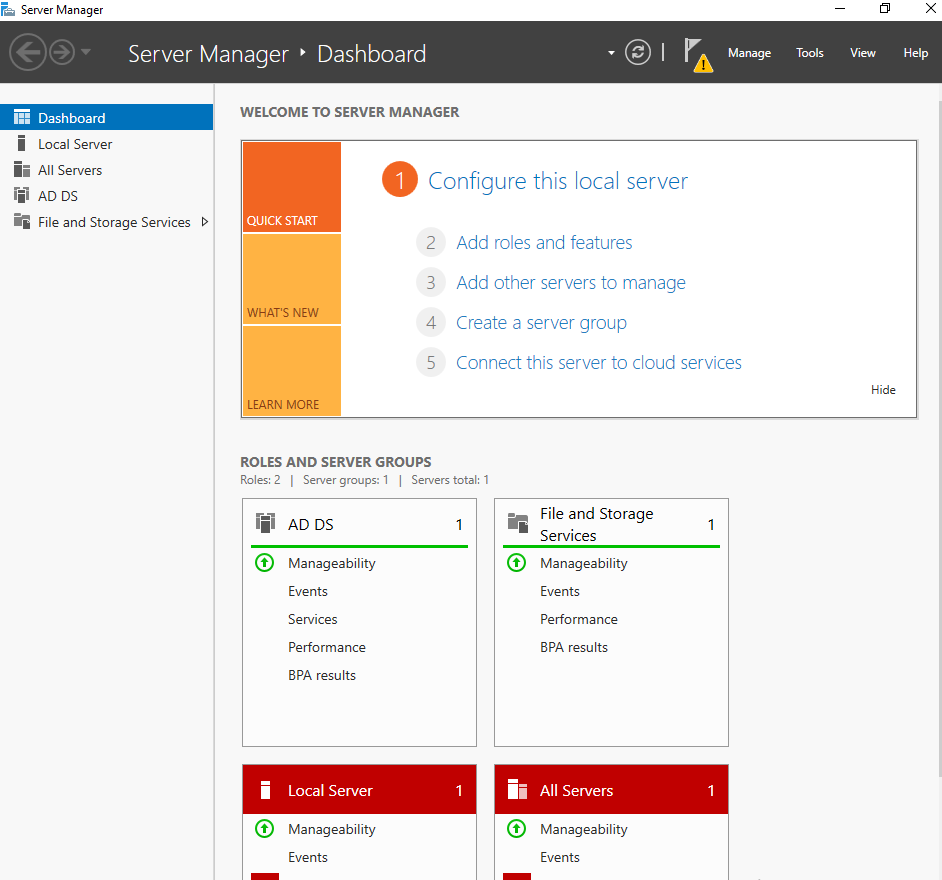 Server Manager
Server Manager ‣ Dashboard
Manage Tools View Help
Dashboard
Local Server
All Servers
AD DS
File and Storage Services
WELCOME TO SERVER MANAGER
QUICK START
WHAT'S NEW
LEARN MORE
1 Configure this local server
2 Add roles and features
3 Add other servers to manage
4 Create a server group
5 Connect this server to cloud services
Hide
ROLES AND SERVER GROUPS
Roles: 2 | Server groups: 1 | Servers total: 1
AD DS 1
Manageability
Events
Services
Performance
BPA results
File and Storage
Services 1
Manageability
Events
Performance
BPA results
Local Server 1
Manageability
Events
All Servers 1
Manageability
Events